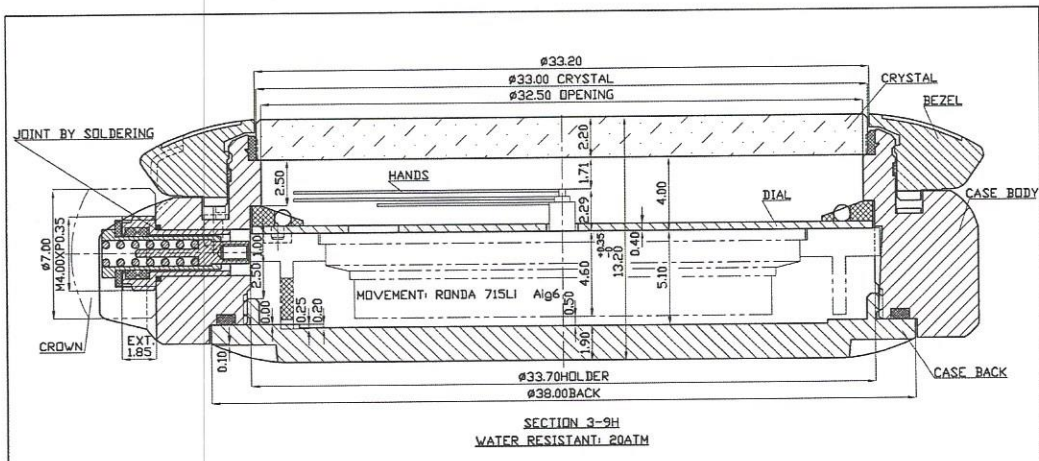 ø33.20
ø33.00 CRYSTAL
ø32.50 OPENING
CRYSTAL
BEZEL
JOINT BY SOLDERING
2.20
HANDS
2.50
1.71
4.00
2.29
DIAL
CASE BODY
ø7.00
M4.00XP0.35
1.00
2.50
0.40
+0.35
-0
13.20
4.60
5.10
MOVEMENT: RONDA 715LI Aig6
0.50
0.00
0.25
0.20
1.90
CROWN
EXT.
1.85
0.10
CASE BACK
ø33.70HOLDER
ø38.00BACK
SECTION 3-9H
WATER RESISTANT: 20ATM